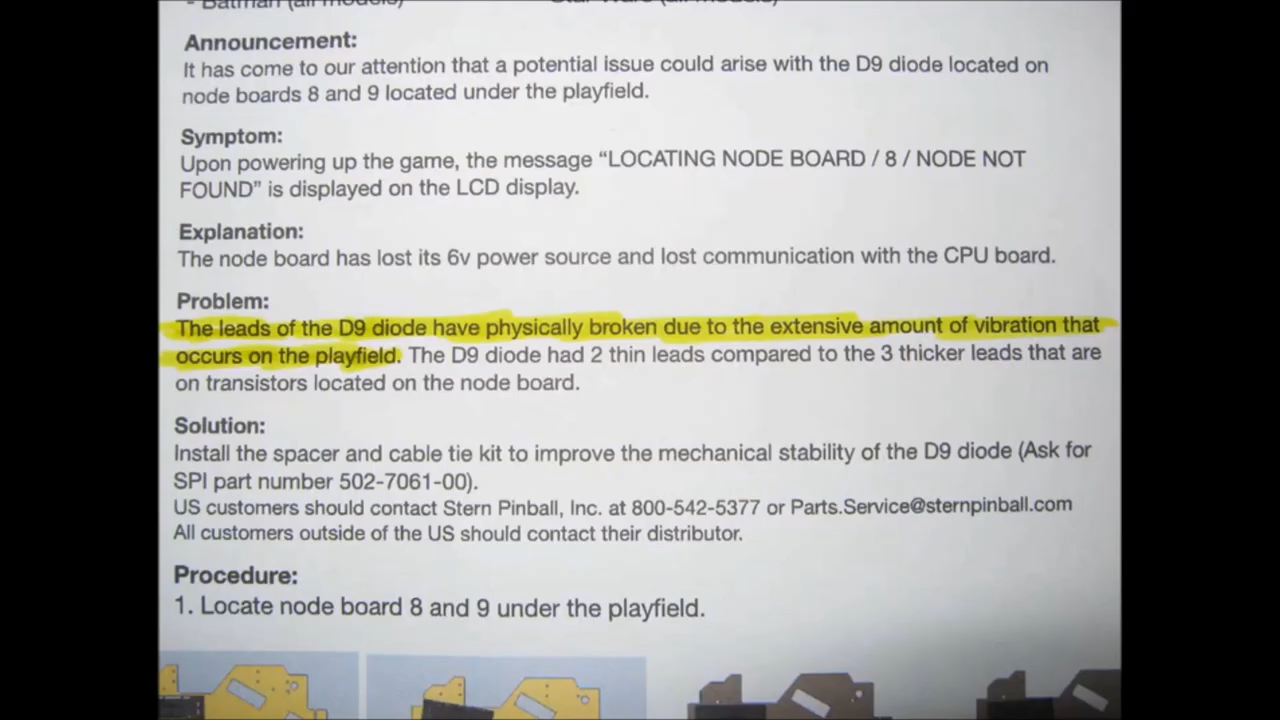 - Batman (all models) Star Wars (all models)
Announcement:
It has come to our attention that a potential issue could arise with the D9 diode located on
node boards 8 and 9 located under the playfield.
Symptom:
Upon powering up the game, the message “LOCATING NODE BOARD / 8 / NODE NOT
FOUND” is displayed on the LCD display.
Explanation:
The node board has lost its 6v power source and lost communication with the CPU board.
Problem:
The leads of the D9 diode have physically broken due to the extensive amount of vibration that
occurs on the playfield. The D9 diode had 2 thin leads compared to the 3 thicker leads that are
on transistors located on the node board.
Solution:
Install the spacer and cable tie kit to improve the mechanical stability of the D9 diode (Ask for
SPI part number 502-7061-00).
US customers should contact Stern Pinball, Inc. at 800-542-5377 or Parts.Service@sternpinball.com
All customers outside of the US should contact their distributor.
Procedure:
1. Locate node board 8 and 9 under the playfield.